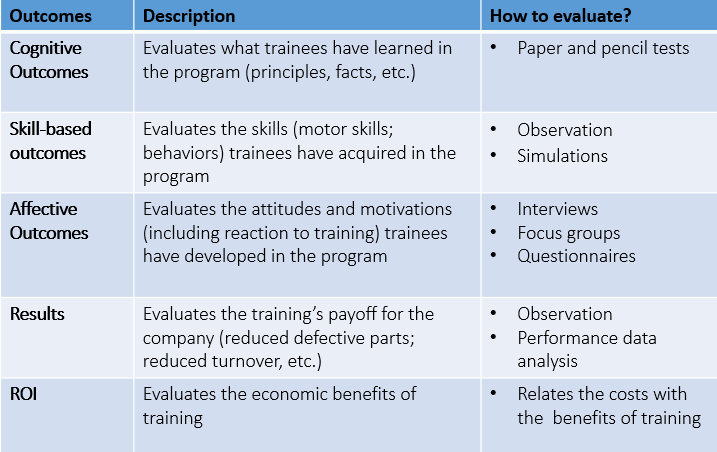 Outcomes Description How to evaluate?
Cognitive Evaluates what trainees have learned in • Paper and pencil tests
Outcomes the program (principles, facts, etc.)
Skill-based Evaluates the skills (motor skills; • Observation
outcomes behaviors) trainees have acquired in the • Simulations
program
Affective Evaluates the attitudes and motivations • Interviews
Outcomes (including reaction to training) trainees • Focus groups
have developed in the program • Questionnaires
Results Evaluates the training’s payoff for the • Observation
company (reduced defective parts; • Performance data
reduced turnover, etc.) analysis
ROI Evaluates the economic benefits of • Relates the costs with
training the benefits of training